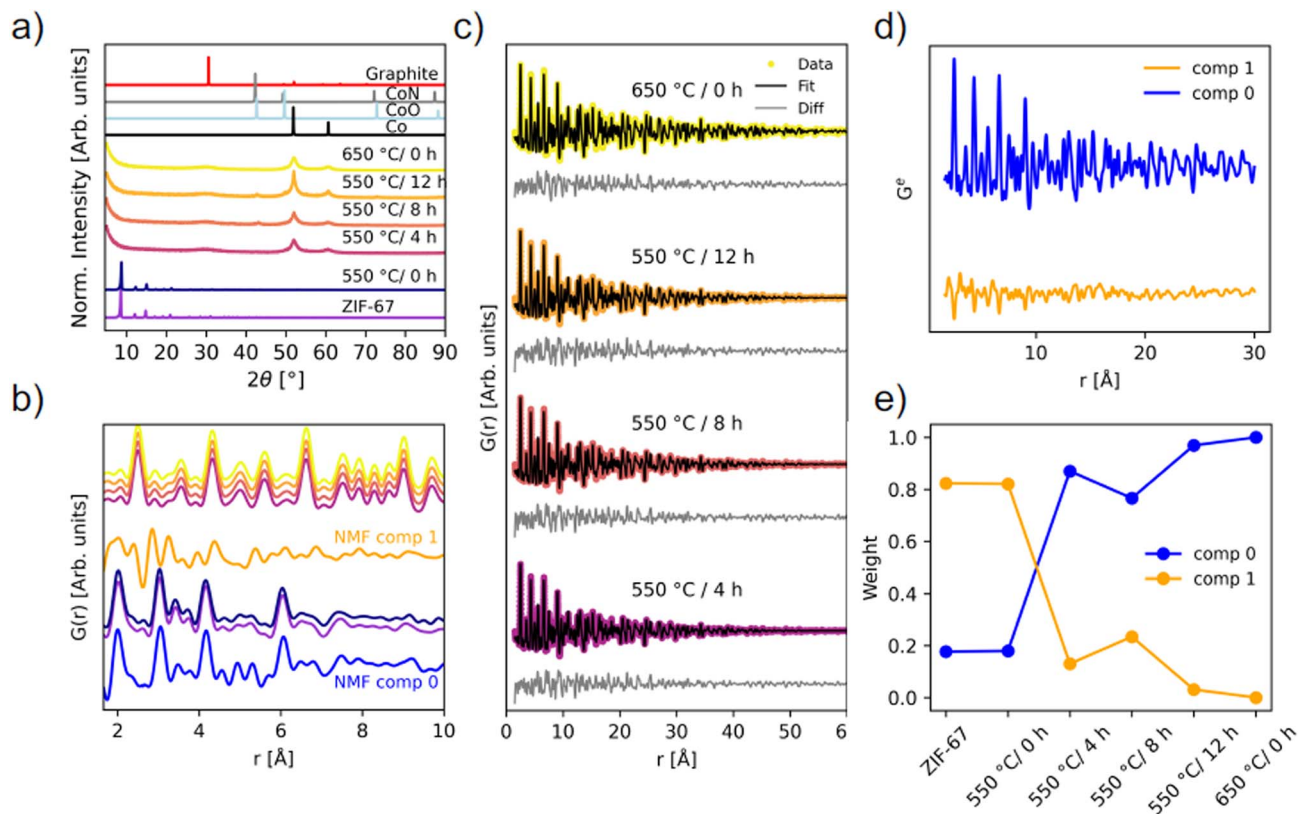 a)
Norm. Intensity [Arb. units]
Graphite
CoN
CoO
Co
650 °C/ 0 h
550 °C/ 12 h
550 °C/ 8 h
550 °C/ 4 h
550 °C/ 0 h
ZIF-67
10 20 30 40 50 60 70 80 90
2θ [°]
b)
G(r) [Arb. units]
NMF comp 1
NMF comp 0
2 4 6 8 10
r [Å]
c)
G(r) [Arb. units]
Data
Fit
Diff
650 °C / 0 h
550 °C / 12 h
550 °C / 8 h
550 °C / 4 h
0 10 20 30 40 50 60
r [Å]
d)
Gᵉ
comp 1
comp 0
10 20 30
r [Å]
e)
Weight
1.0
0.8
0.6
0.4
0.2
0.0
comp 0
comp 1
ZIF-67
550 °C/ 0 h
550 °C/ 4 h
550 °C/ 8 h
550 °C/ 12 h
650 °C/ 0 h